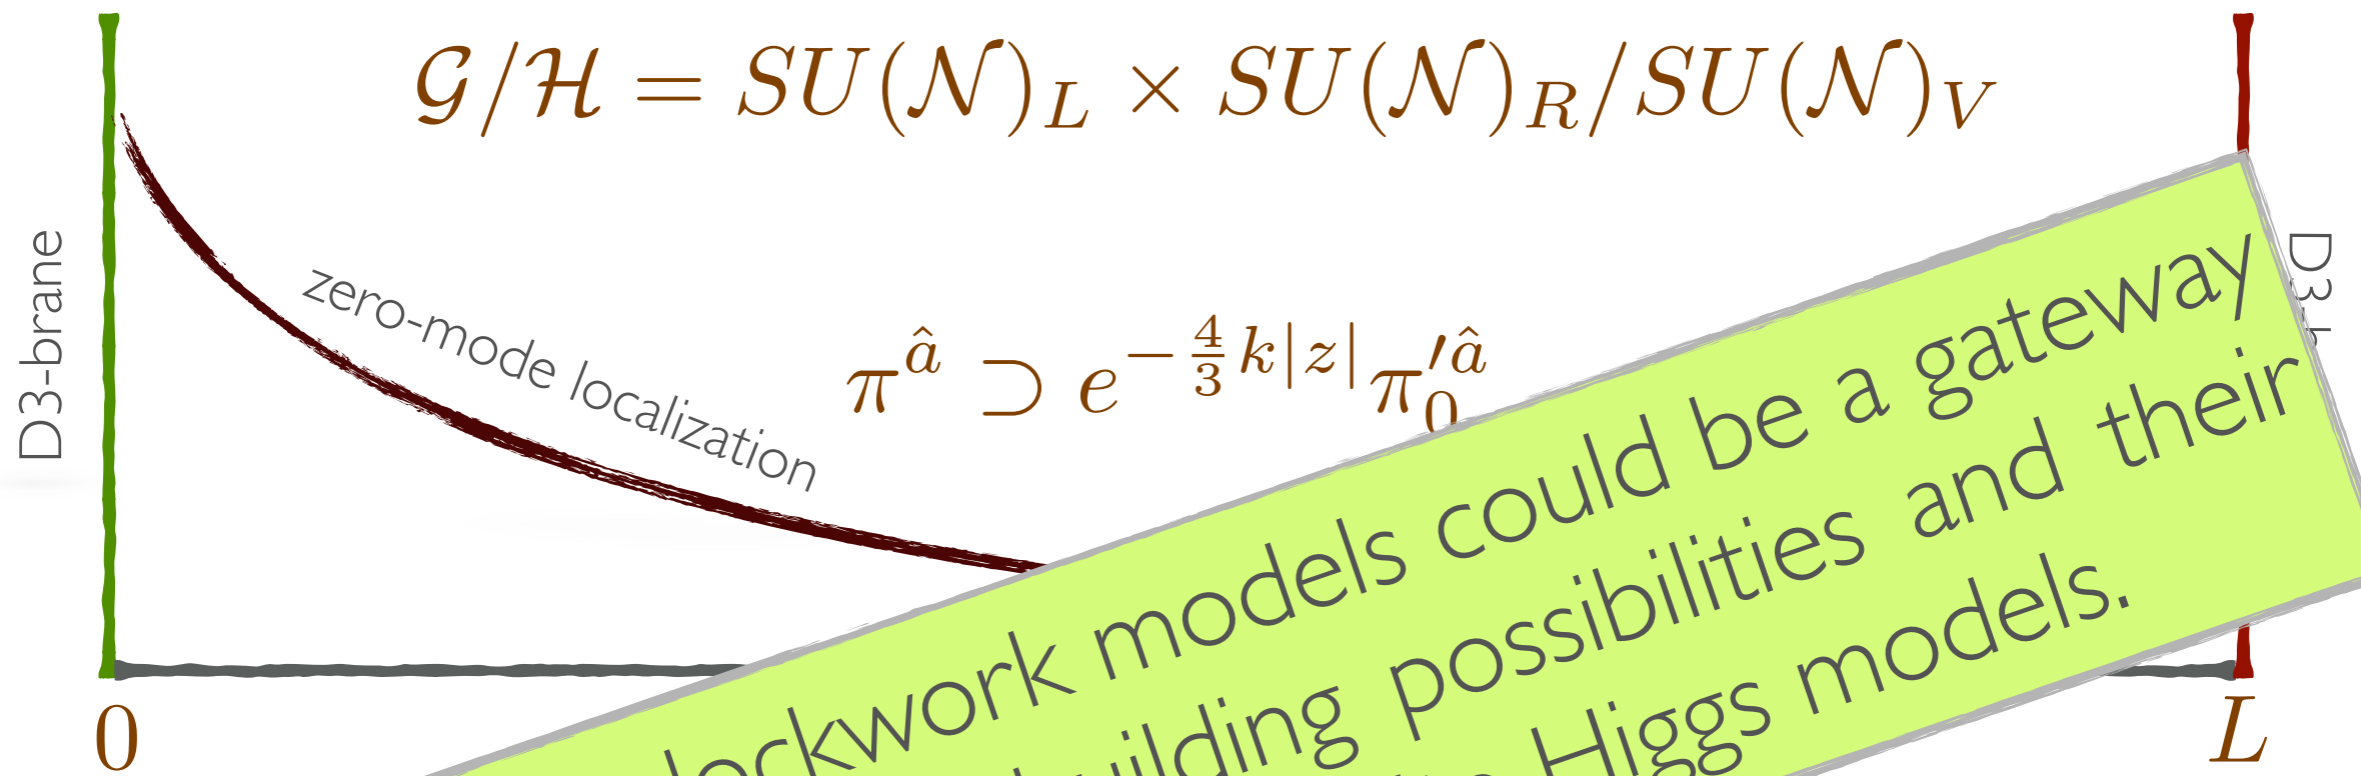 G/H = SU(N)_L × SU(N)_R/SU(N)_V
D3-brane
zero-mode localization
π^â ⊃ e^{-4/3 k|z|} π'^â_0
models could be a gateway
possibilities and their
Higgs models.
0
L